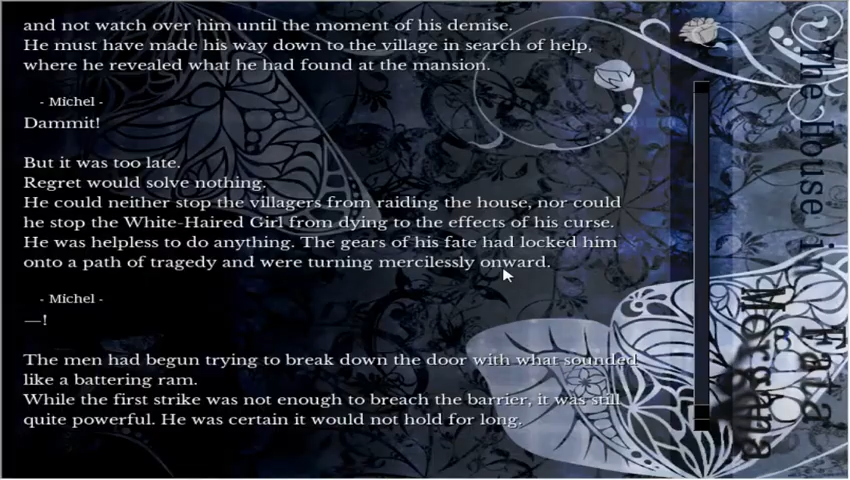 and not watch over him until the moment of his demise.
He must have made his way down to the village in search of help,
where he revealed what he had found at the mansion.
- Michel -
Dammit!
But it was too late.
Regret would solve nothing.
He could neither stop the villagers from raiding the house, nor could
he stop the White-Haired Girl from dying to the effects of his curse.
He was helpless to do anything. The gears of his fate had locked him
onto a path of tragedy and were turning mercilessly onward.
- Michel -
—!
The men had begun trying to break down the door with what sounded
like a battering ram.
While the first strike was not enough to breach the barrier, it was still
quite powerful. He was certain it would not hold for long.
The House in
Fata
Morgana